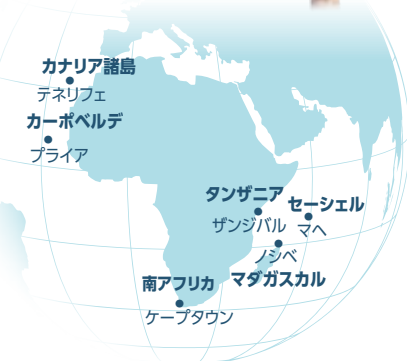 カナリア諸島
テネリフェ
カーポベルデ
プライア
タンザニア
ザンジバル
セーシェル
マヘ
ノシベ
マダガスカル
南アフリカ
ケープタウン